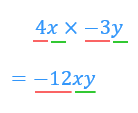 4x × −3y
= −12xy